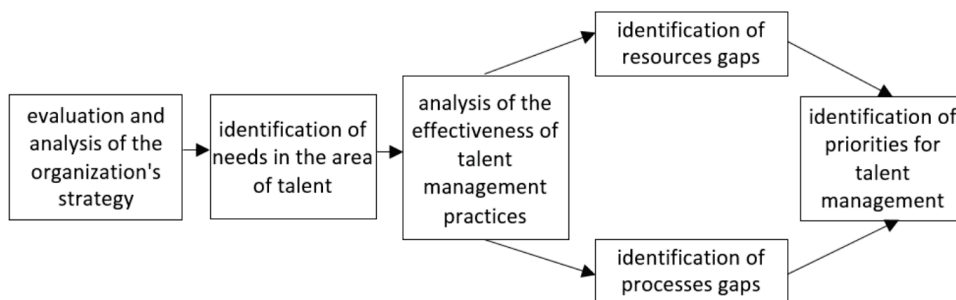 evaluation and
analysis of the
organization's
strategy
identification of
needs in the area
of talent
analysis of the
effectiveness of
talent
management
practices
identification of
resources gaps
identification of
processes gaps
identification of
priorities for
talent
management